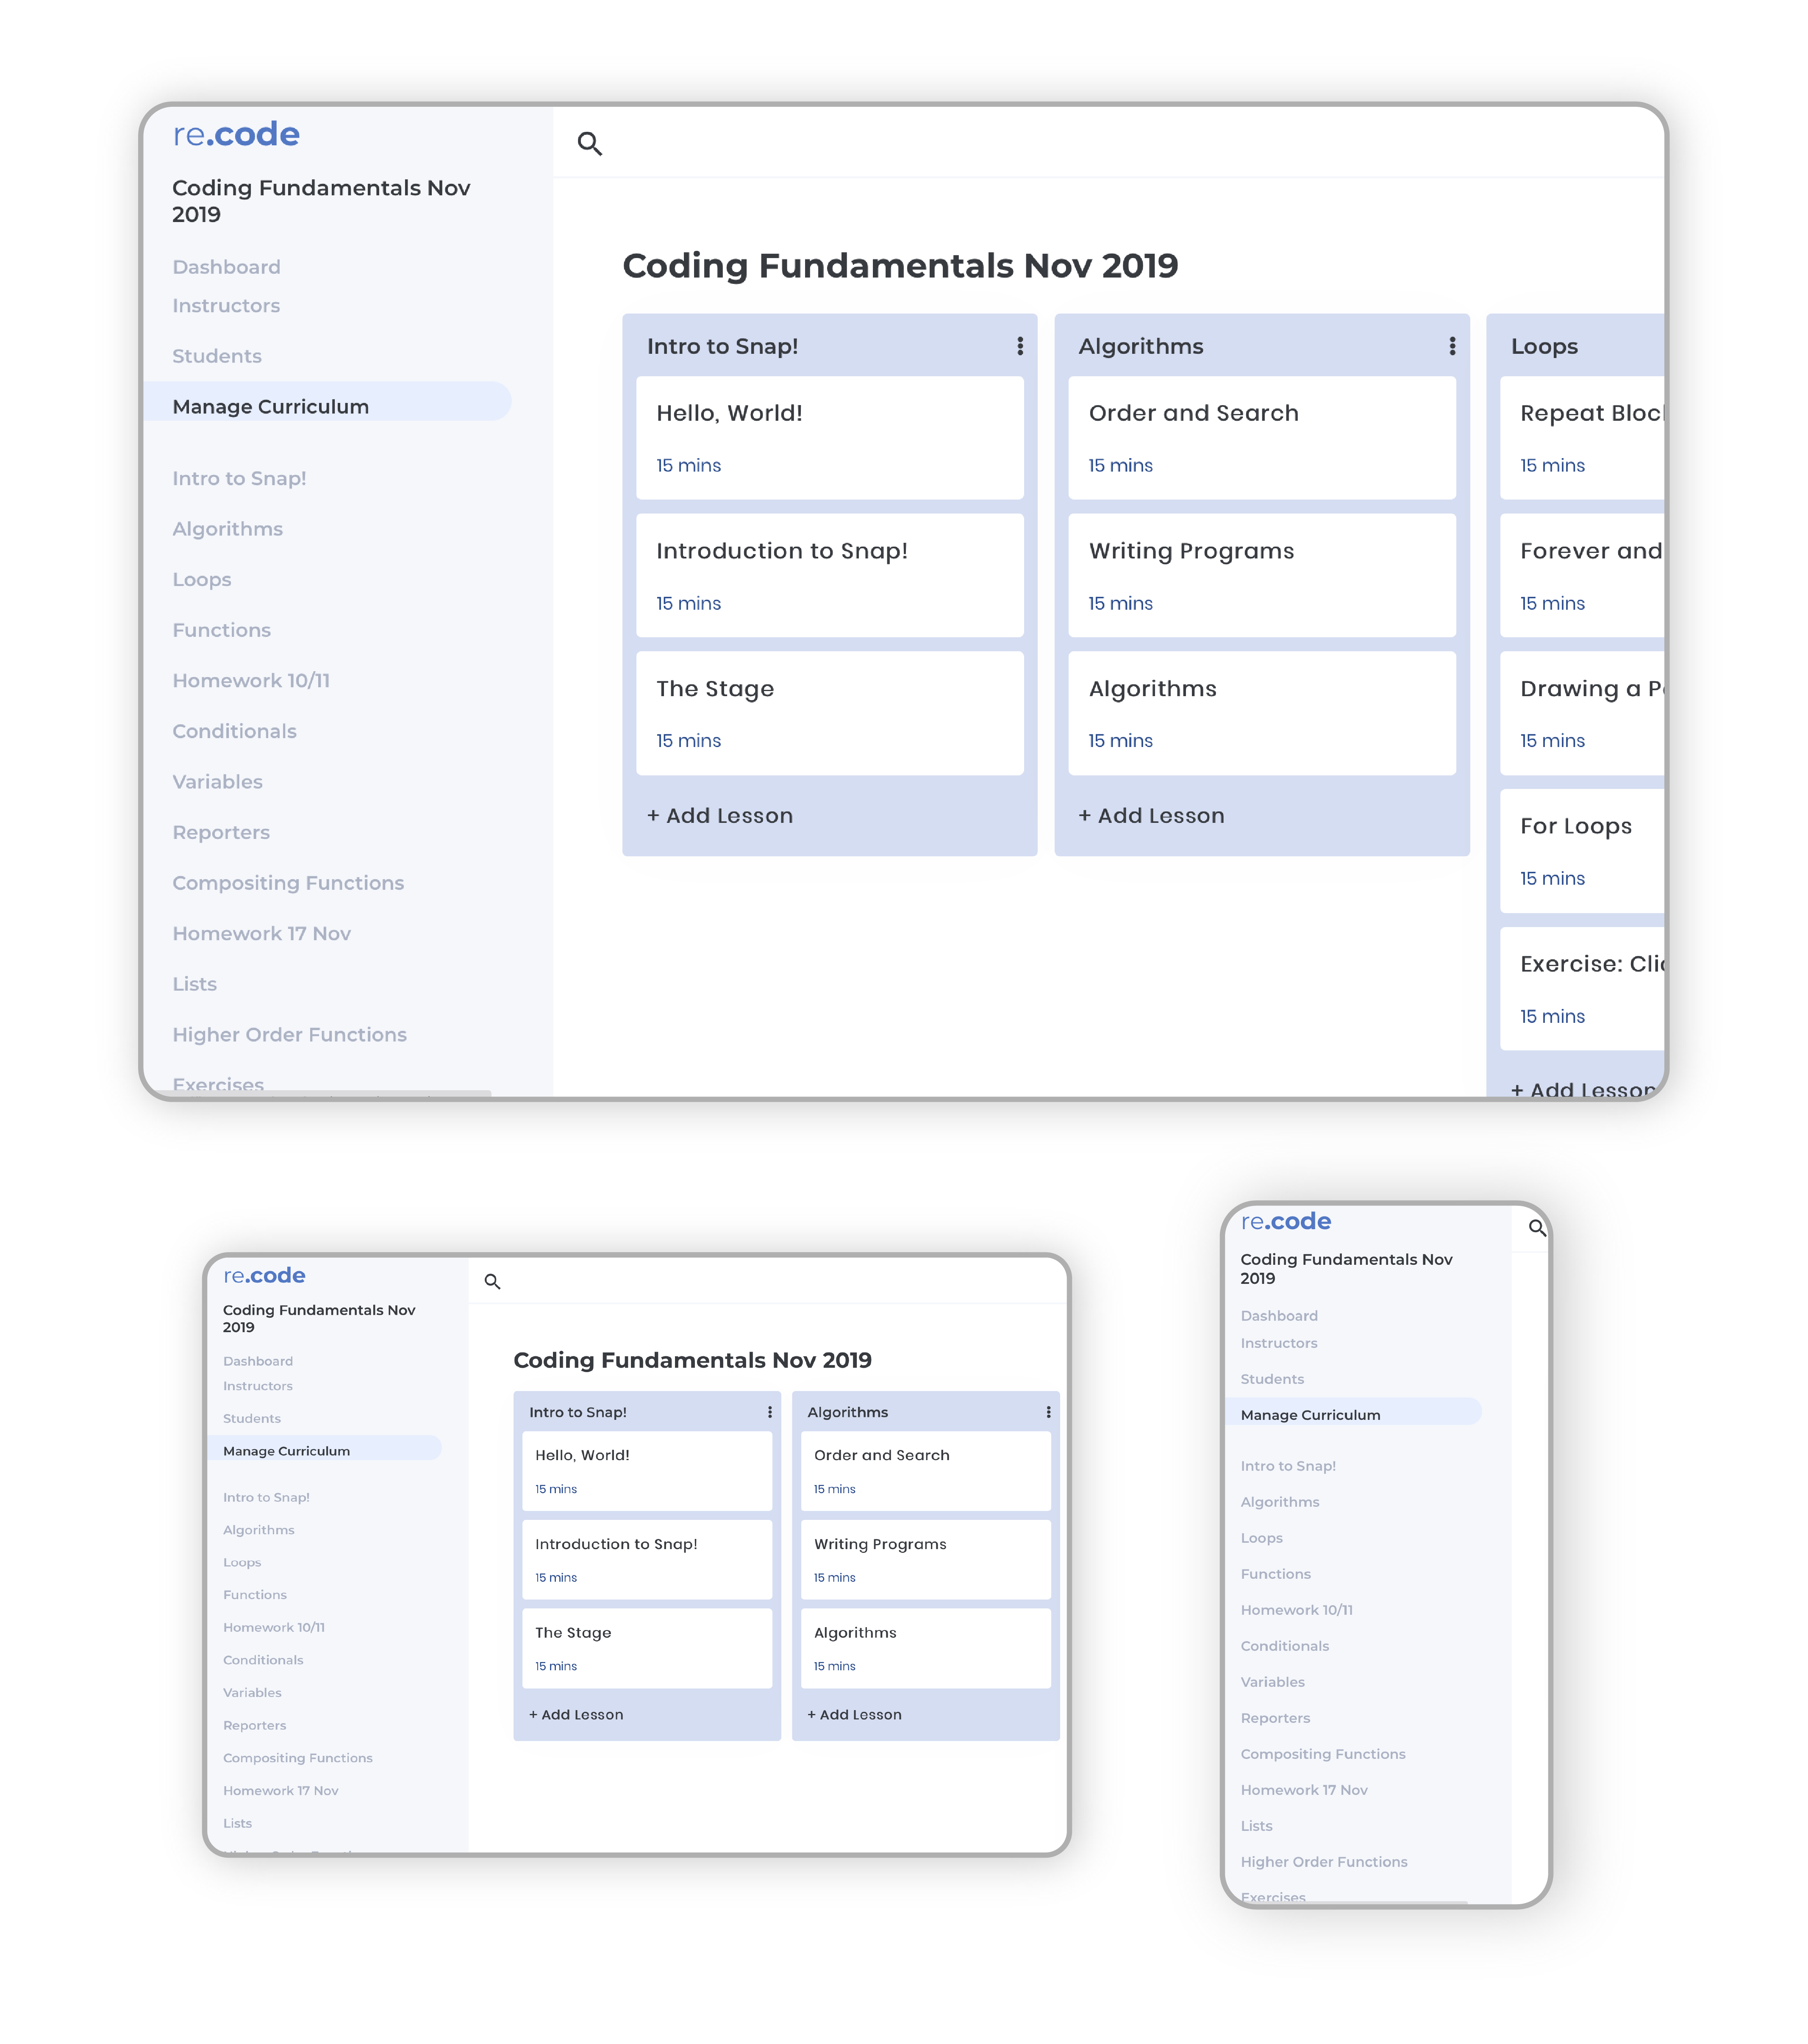 re.code
Coding Fundamentals Nov
2019
Dashboard
Instructors
Students
Manage Curriculum
Intro to Snap!
Algorithms
Loops
Functions
Homework 10/11
Conditionals
Variables
Reporters
Compositing Functions
Homework 17 Nov
Lists
Higher Order Functions
Exercises
Coding Fundamentals Nov 2019
Intro to Snap!
Hello, World!
15 mins
Introduction to Snap!
15 mins
The Stage
15 mins
+ Add Lesson
Algorithms
Order and Search
15 mins
Writing Programs
15 mins
Algorithms
15 mins
+ Add Lesson
Loops
Repeat
15 mins
Forever and
15 mins
Drawing a
15 mins
For Loops
15 mins
Exercise:
15 mins
+ Add Lesson
re.code
Coding Fundamentals Nov
2019
Dashboard
Instructors
Students
Manage Curriculum
Intro to Snap!
Algorithms
Loops
Functions
Homework 10/11
Conditionals
Variables
Reporters
Compositing Functions
Homework 17 Nov
Lists
Coding Fundamentals Nov 2019
Intro to Snap!
Hello, World!
15 mins
Introduction to Snap!
15 mins
The Stage
15 mins
+ Add Lesson
Algorithms
Order and Search
15 mins
Writing Programs
15 mins
Algorithms
15 mins
+ Add Lesson
re.code
Coding Fundamentals Nov
2019
Dashboard
Instructors
Students
Manage Curriculum
Intro to Snap!
Algorithms
Loops
Functions
Homework 10/11
Conditionals
Variables
Reporters
Compositing Functions
Homework 17 Nov
Lists
Higher Order Functions
Exercises